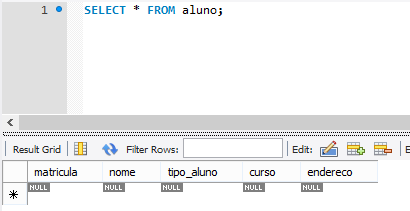 1 SELECT * FROM aluno;
Result Grid Filter Rows: Edit: E
matricula nome tipo_aluno curso endereco
NULL NULL NULL NULL NULL